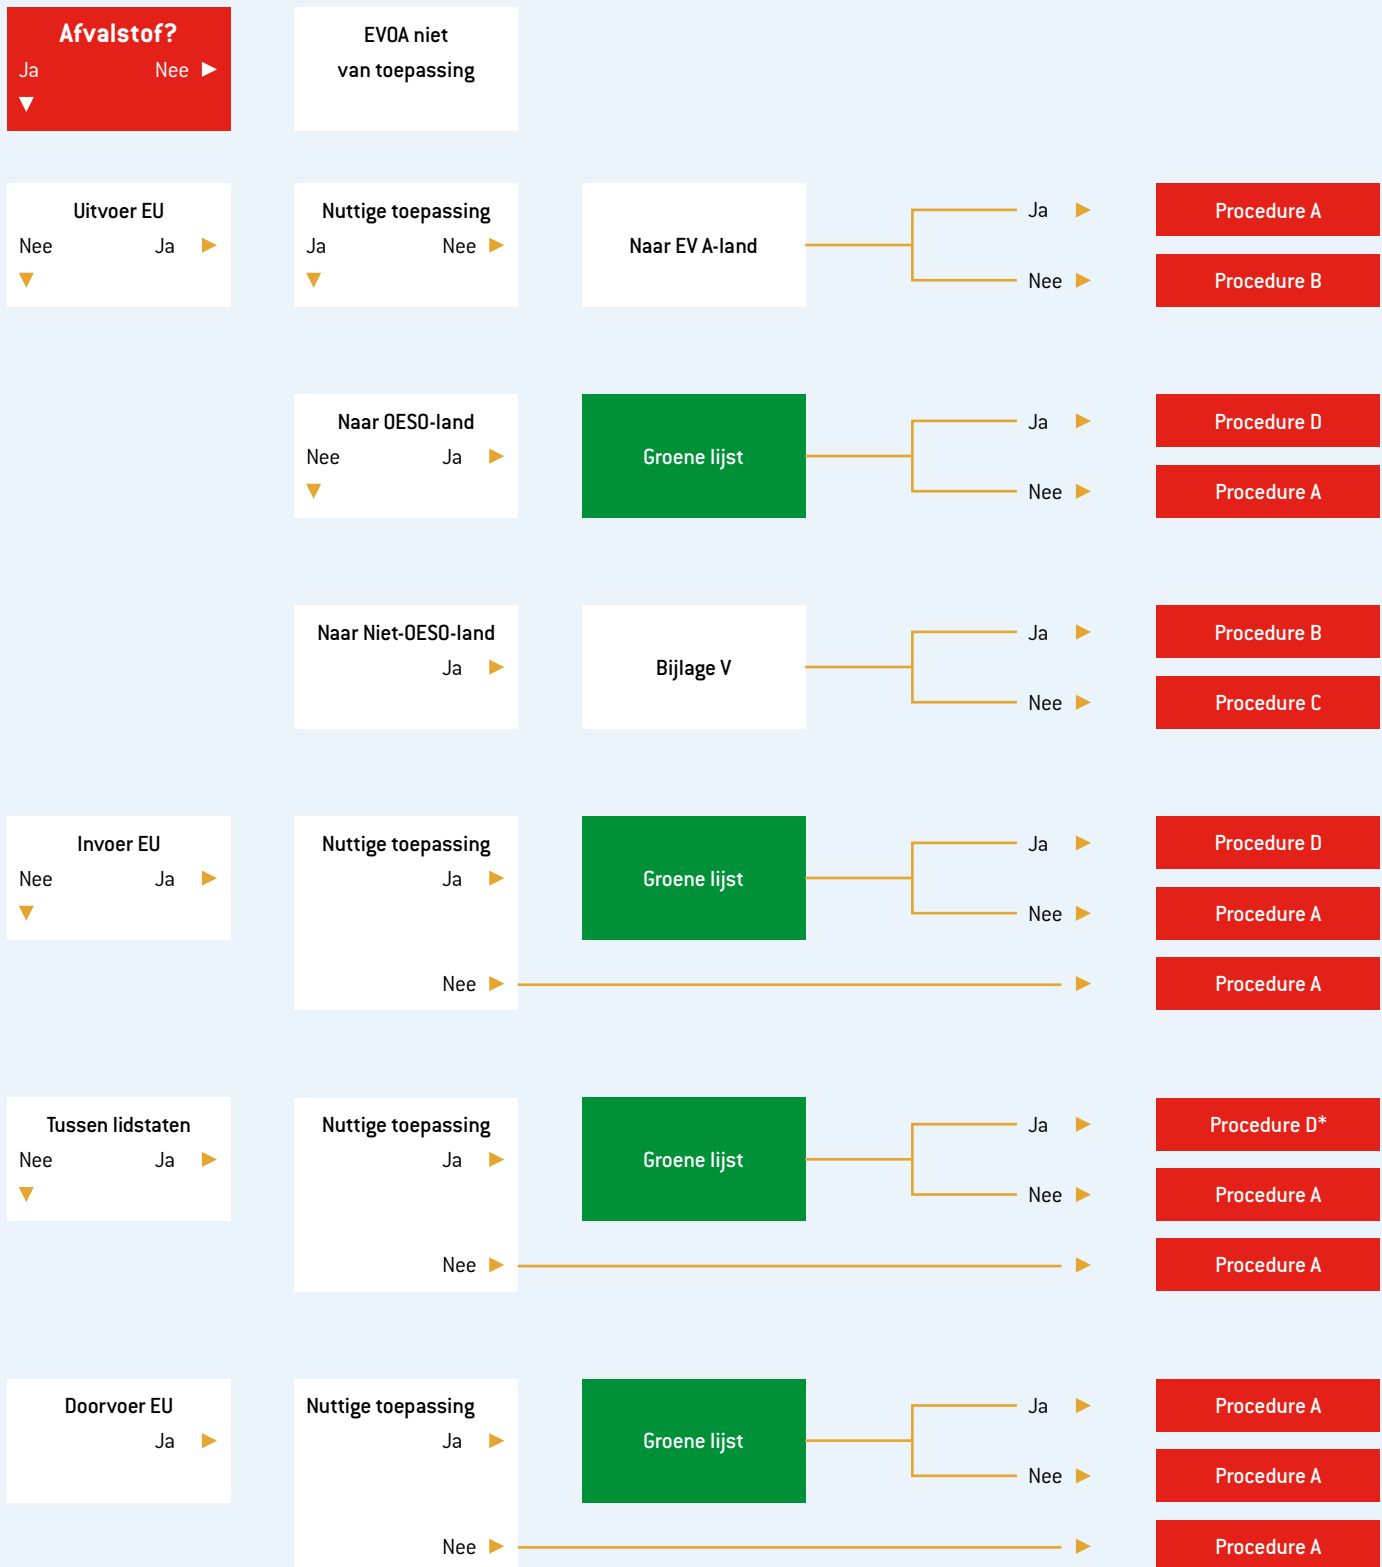 Afvalstof?
Ja Nee
EVOA niet
van toepassing
Uitvoer EU
Nee Ja
Nuttige toepassing
Ja Nee
Naar EV A-land
Ja
Nee
Procedure A
Procedure B
Naar OESO-land
Nee Ja
Groene lijst
Ja
Nee
Procedure D
Procedure A
Naar Niet-OESO-land
Ja
Bijlage V
Ja
Nee
Procedure B
Procedure C
Invoer EU
Nee Ja
Nuttige toepassing
Ja
Nee
Groene lijst
Ja
Nee
Procedure D
Procedure A
Procedure A
Tussen lidstaten
Nee Ja
Nuttige toepassing
Ja
Nee
Groene lijst
Ja
Nee
Procedure D*
Procedure A
Procedure A
Doorvoer EU
Ja
Nuttige toepassing
Ja
Nee
Groene lijst
Ja
Nee
Procedure A
Procedure A
Procedure A